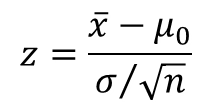 z = (x̄ − μ₀) / (σ/√n)